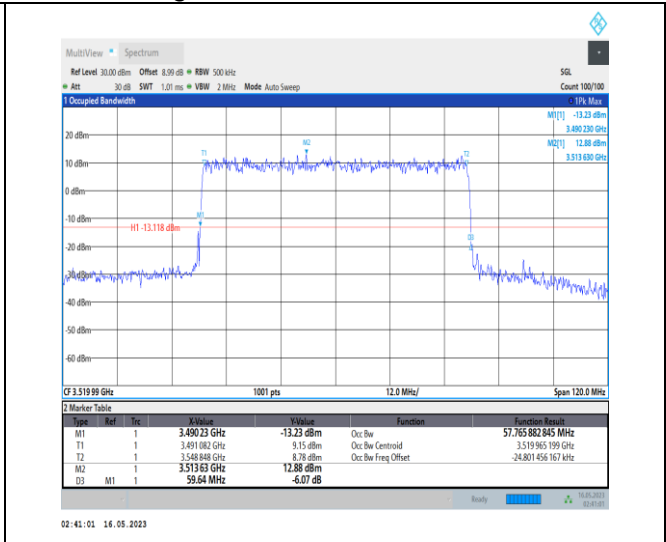 MultiView Spectrum
Ref Level 30.00 dBm Offset 8.99 dB RBW 500 kHz SGL
Att 30 dB SWT 1.01 ms VBW 2 MHz Mode Auto Sweep Count 100/100
1 Occupied Bandwidth 1Pk Max
M1[1] -13.23 dBm
3.490 230 GHz
M2[1] 12.88 dBm
3.513 630 GHz
20 dBm
M2
T1
T2
10 dBm
0 dBm
-10 dBm
M1
H1 -13.118 dBm
D3
-20 dBm
-30 dBm
-40 dBm
-50 dBm
-60 dBm
CF 3.519 99 GHz 1001 pts 12.0 MHz/ Span 120.0 MHz
2 Marker Table
Type Ref Trc X-Value Y-Value Function Function Result
M1 1 3.490 23 GHz -13.23 dBm Occ Bw 57.765 882 845 MHz
T1 1 3.491 082 GHz 9.15 dBm Occ Bw Centroid 3.519 965 199 GHz
T2 1 3.548 848 GHz 8.78 dBm Occ Bw Freq Offset -24.801 456 167 kHz
M2 1 3.513 63 GHz 12.88 dBm
D3 M1 1 59.64 MHz -6.07 dB
Ready 16.05.2023
02:41:01 16.05.2023